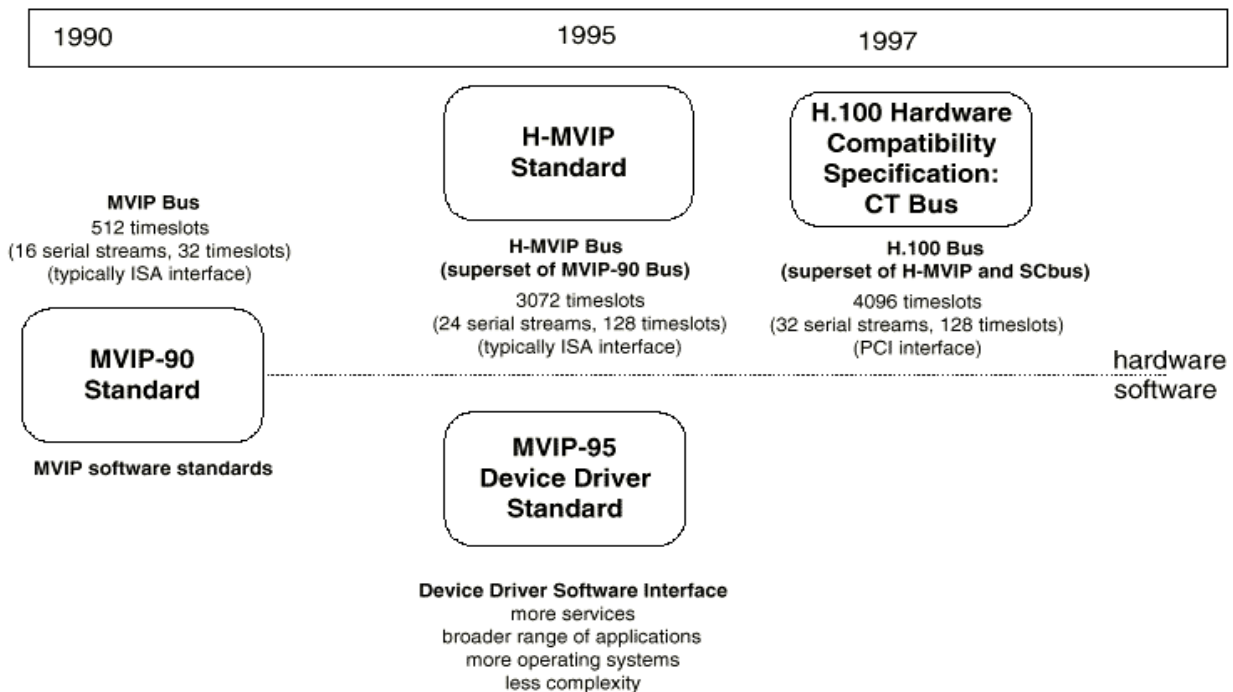 1990
1995
1997
MVIP Bus
512 timeslots
(16 serial streams, 32 timeslots)
(typically ISA interface)
MVIP-90
Standard
MVIP software standards
H-MVIP
Standard
H-MVIP Bus
(superset of MVIP-90 Bus)
3072 timeslots
(24 serial streams, 128 timeslots)
(typically ISA interface)
H.100 Hardware
Compatibility
Specification:
CT Bus
H.100 Bus
(superset of H-MVIP and SCbus)
4096 timeslots
(32 serial streams, 128 timeslots)
(PCI interface)
hardware
software
MVIP-95
Device Driver
Standard
Device Driver Software Interface
more services
broader range of applications
more operating systems
less complexity